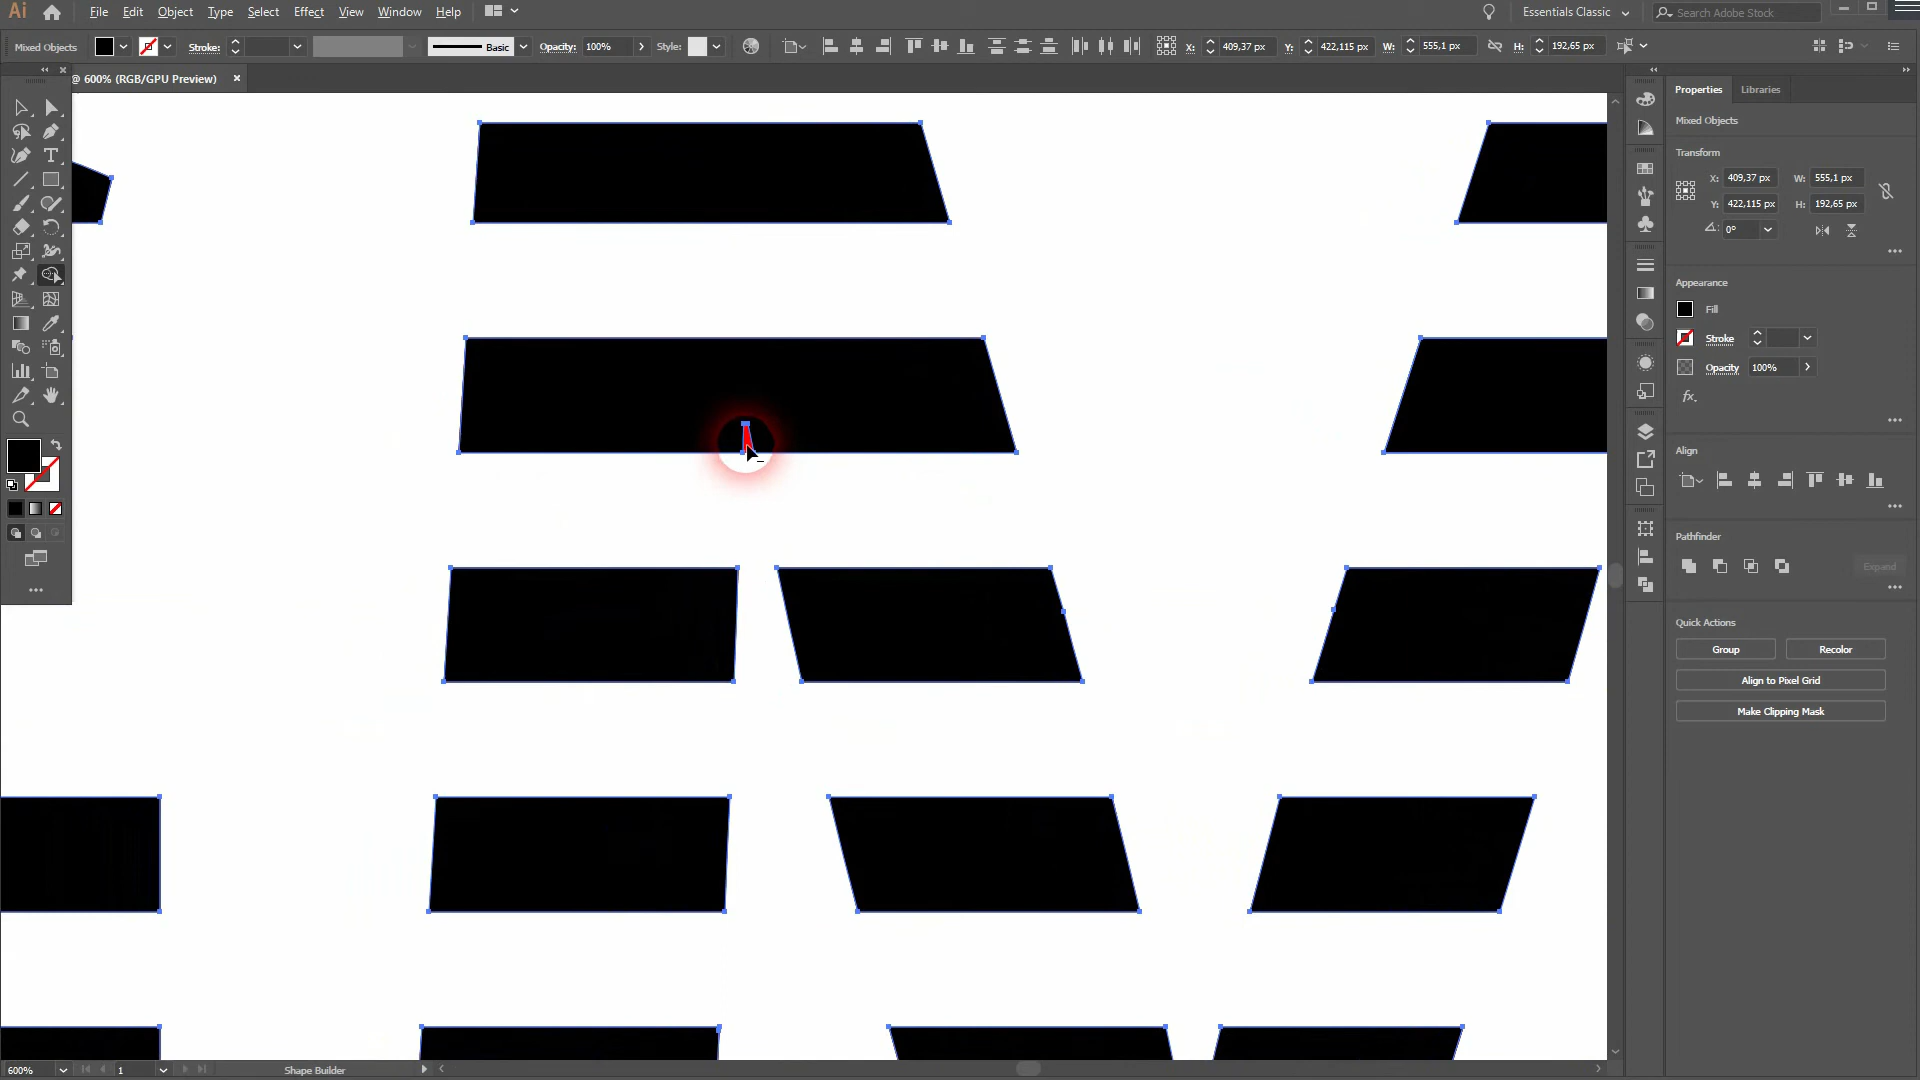 Ai File Edit Object Type Select Effect View Window Help Essentials Classic Search Adobe Stock
Mixed Objects Stroke: Basic Opacity: 100% Style: X: 409,37 px Y: 422,115 px W: 555,1 px H: 192,65 px
@ 600% (RGB/GPU Preview) ×
Properties Libraries
Mixed Objects
Transform
X: 409,37 px W: 555,1 px
Y: 422,115 px H: 192,65 px
0°
Appearance
Fill
Stroke
Opacity 100%
fx.
Align
Pathfinder
Expand
Quick Actions
Group Recolor
Align to Pixel Grid
Make Clipping Mask
600% 1 Shape Builder